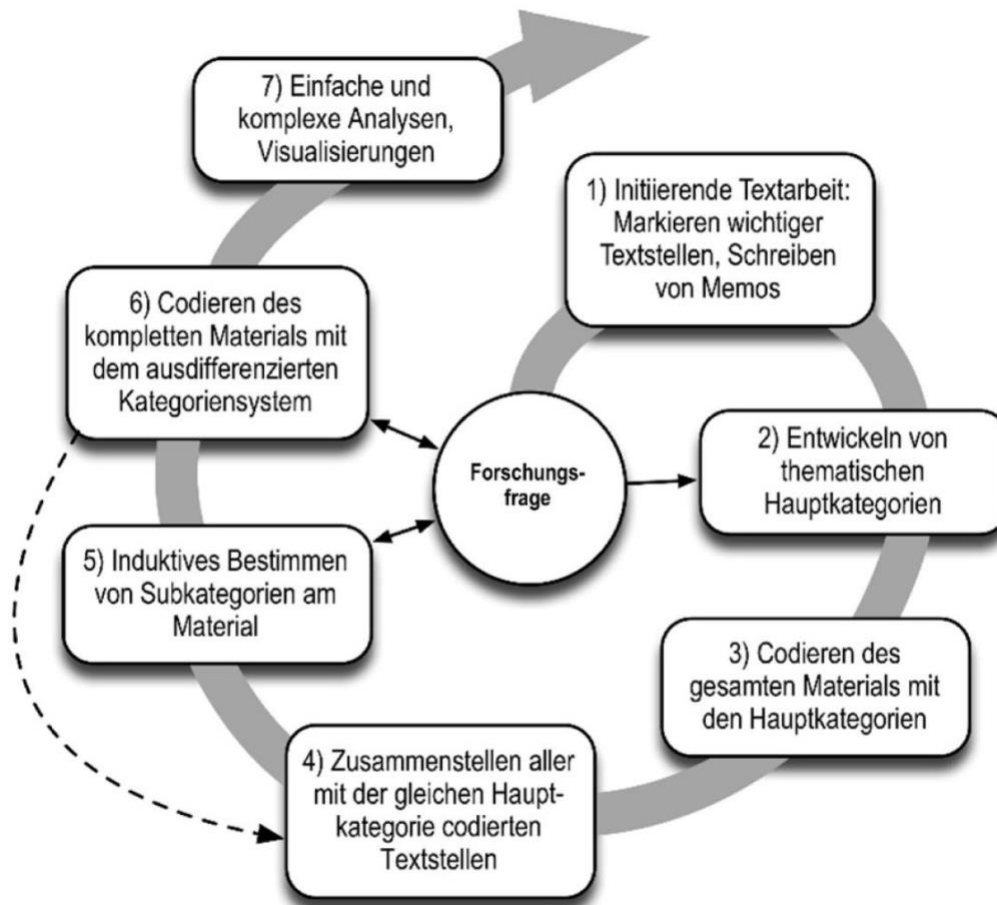 7) Einfache und
komplexe Analysen,
Visualisierungen
1) Initiierende Textarbeit:
Markieren wichtiger
Textstellen, Schreiben
von Memos
6) Codieren des
kompletten Materials mit
dem ausdifferenzierten
Kategoriensystem
Forschungs-
frage
2) Entwickeln von
thematischen
Hauptkategorien
5) Induktives Bestimmen
von Subkategorien am
Material
3) Codieren des
gesamten Materials mit
den Hauptkategorien
4) Zusammenstellen aller
mit der gleichen Haupt-
kategorie codierten
Textstellen